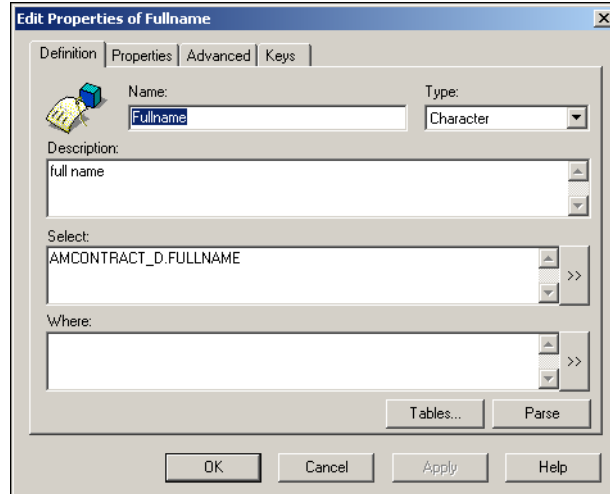 Edit Properties of Fullname
Definition Properties Advanced Keys
Name: Type:
Fullname Character
Description:
full name
Select:
AMCONTRACT_D.FULLNAME
>>
Where:
>>
Tables... Parse
OK Cancel Apply Help